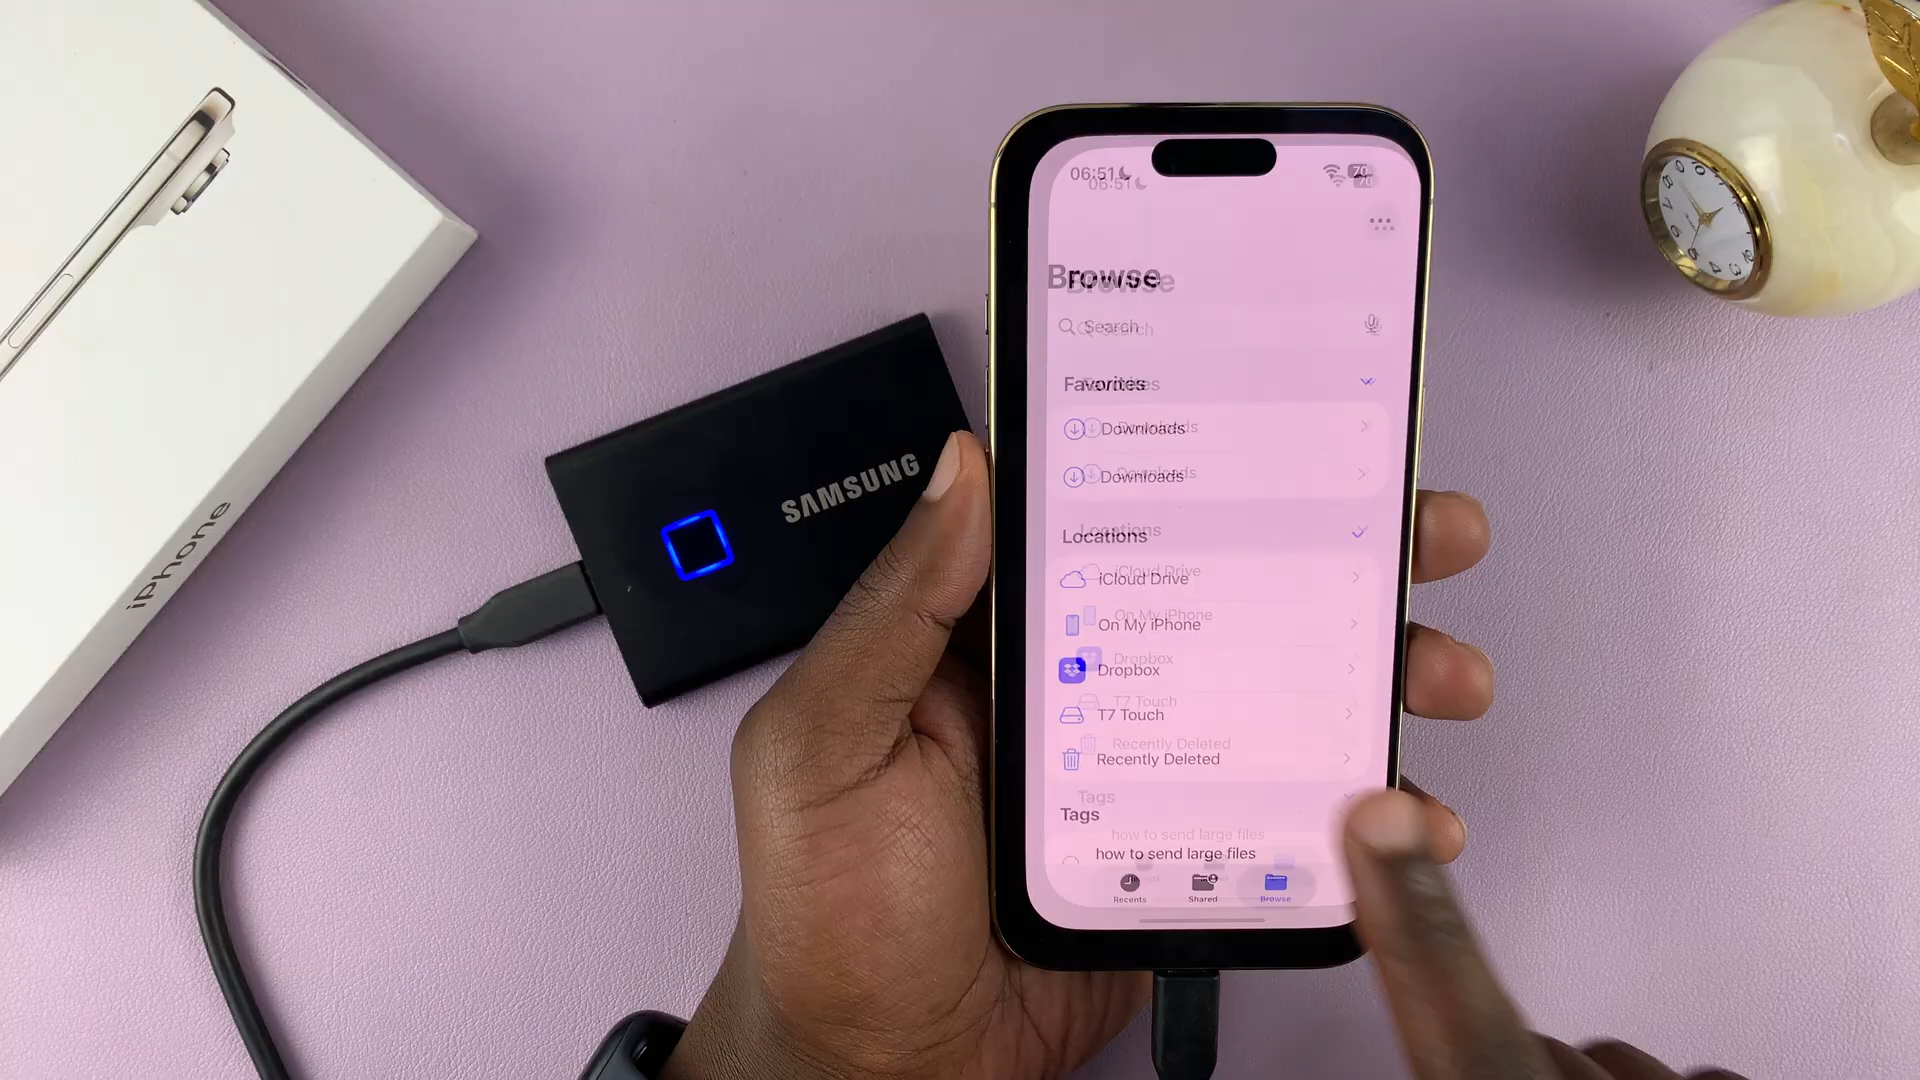 iPhone
SAMSUNG
06:51
70
Browse
Search
Favorites
Downloads
Downloads
Locations
iCloud Drive
On My iPhone
Dropbox
T7 Touch
Recently Deleted
Tags
how to send large files
Recents
Shared
Browse